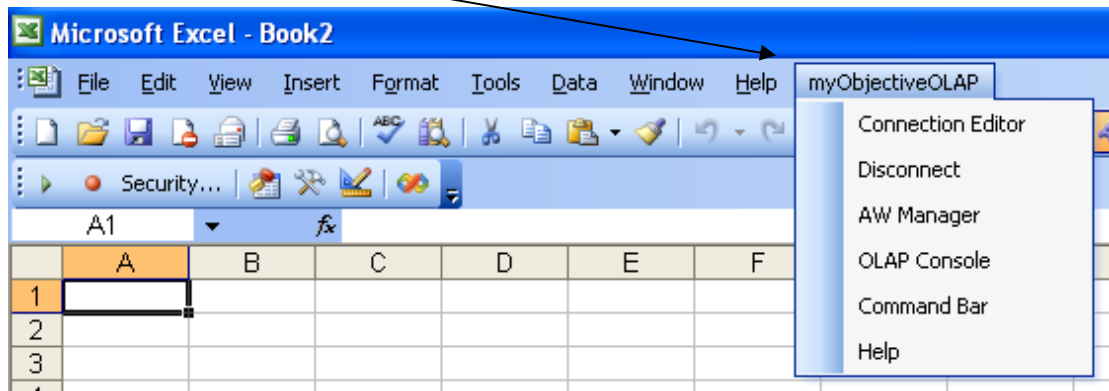 Microsoft Excel - Book2
File Edit View Insert Format Tools Data Window Help myObjectiveOLAP
Connection Editor
ABC
Disconnect
Security...
AW Manager
A1 fx
OLAP Console
A B C D E F
1
Command Bar
2
Help
3